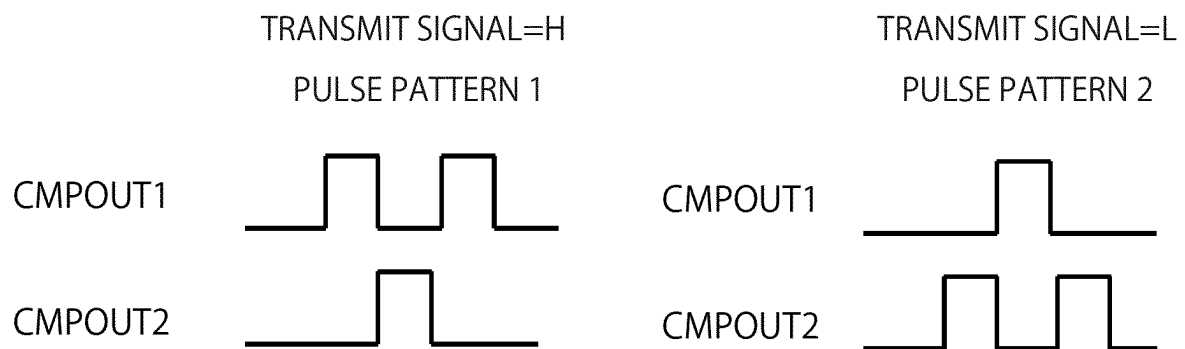 TRANSMIT SIGNAL=H
PULSE PATTERN 1
CMPOUT1
CMPOUT2
TRANSMIT SIGNAL=L
PULSE PATTERN 2
CMPOUT1
CMPOUT2